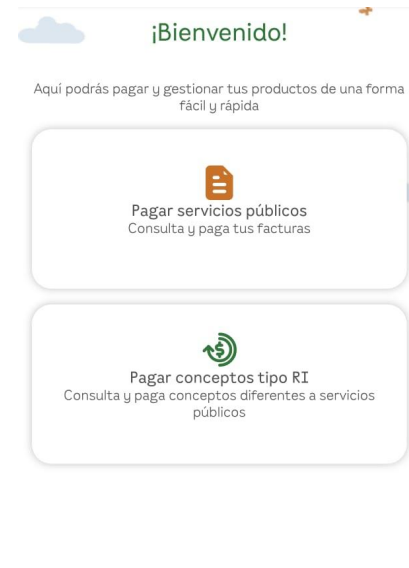 ¡Bienvenido!
Aquí podrás pagar y gestionar tus productos de una forma
fácil y rápida
Pagar servicios públicos
Consulta y paga tus facturas
Pagar conceptos tipo RI
Consulta y paga conceptos diferentes a servicios
públicos